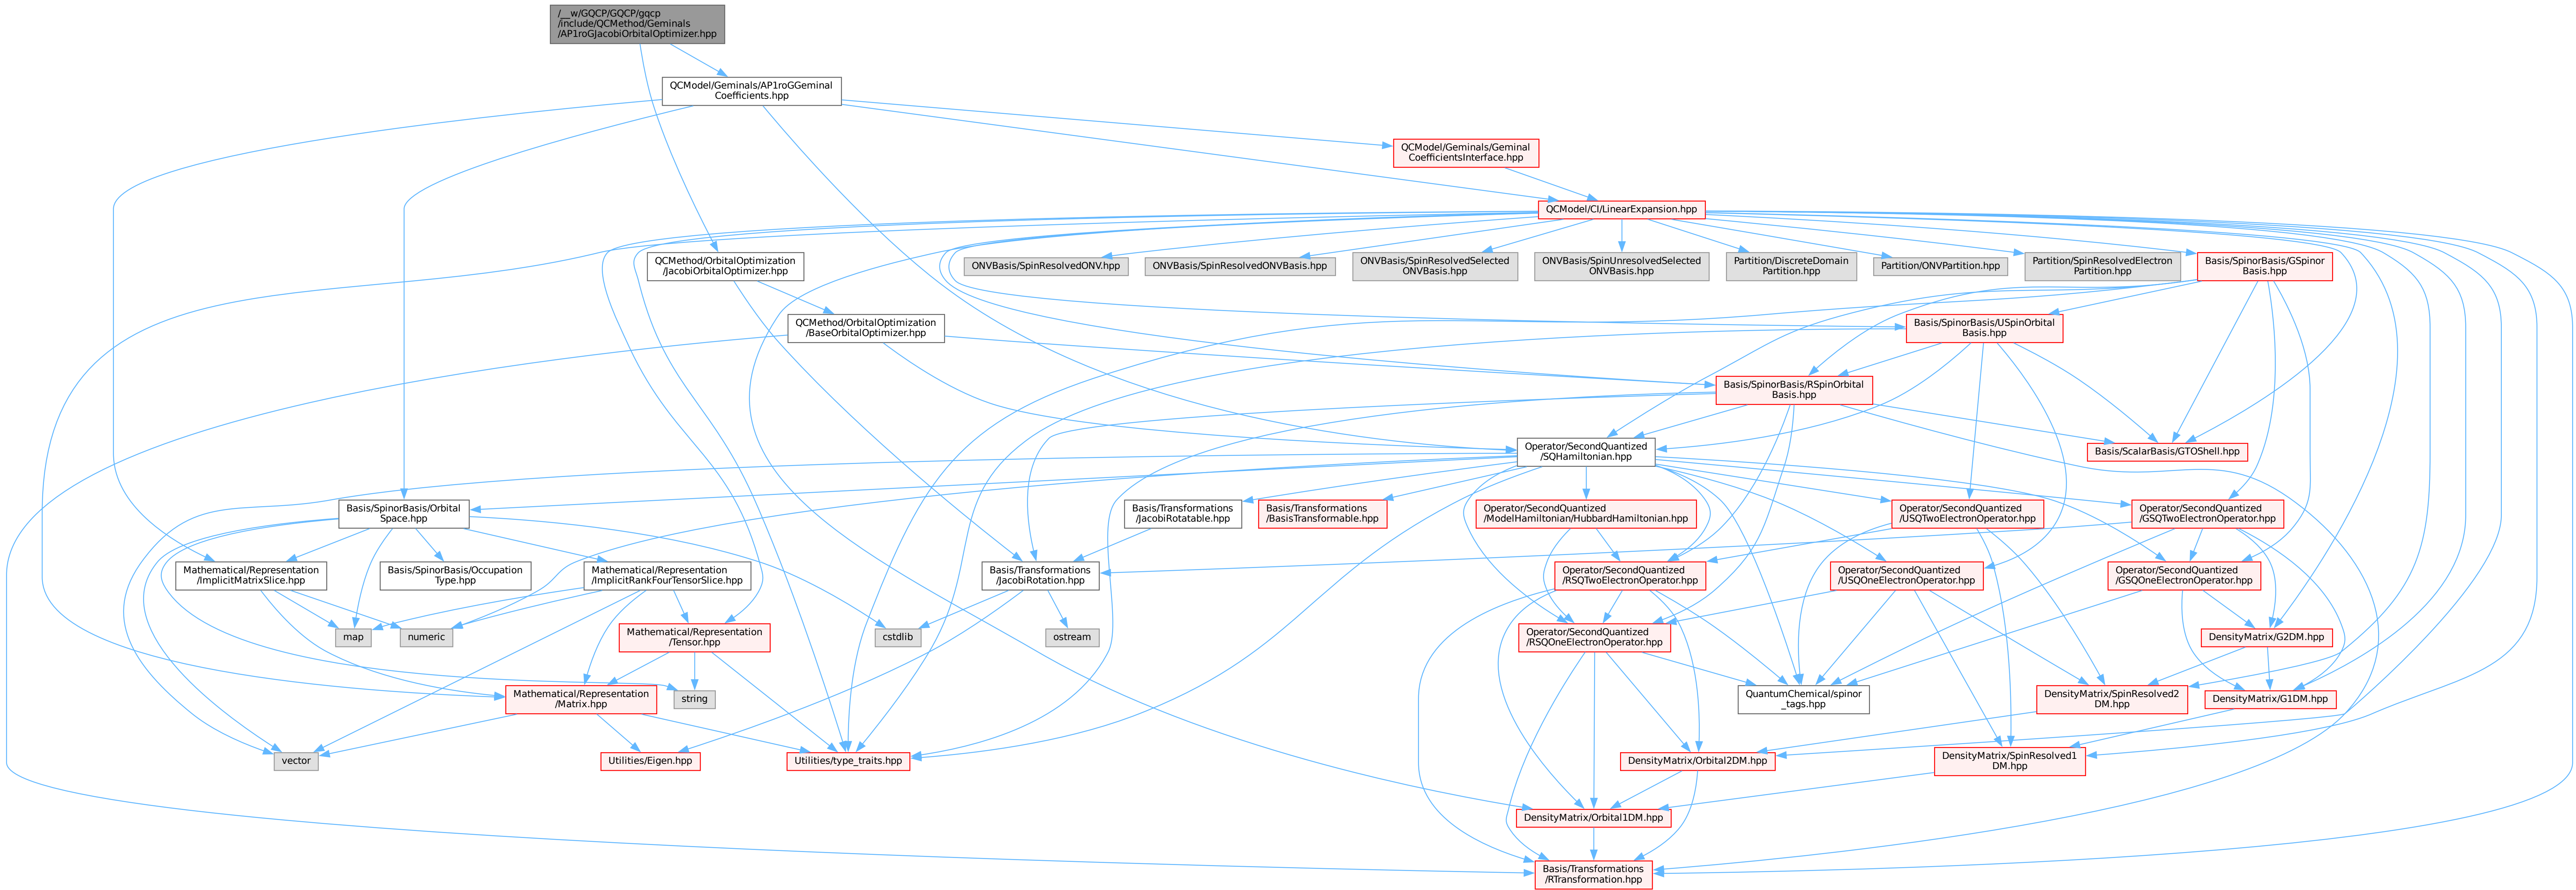 /__w/GQCP/GQCP/gqcp
/include/QCMethod/Geminals
/AP1roGJacobiOrbitalOptimizer.hpp
QCModel/Geminals/AP1roGGeminal
Coefficients.hpp
QCModel/Geminals/Geminal
CoefficientsInterface.hpp
QCModel/CI/LinearExpansion.hpp
QCMethod/OrbitalOptimization
/JacobiOrbitalOptimizer.hpp
ONVBasis/SpinResolvedONV.hpp
ONVBasis/SpinResolvedONVBasis.hpp
ONVBasis/SpinResolvedSelected
ONVBasis.hpp
ONVBasis/SpinUnresolvedSelected
ONVBasis.hpp
Partition/DiscreteDomain
Partition.hpp
Partition/ONVPartition.hpp
Partition/SpinResolvedElectron
Partition.hpp
Basis/SpinorBasis/GSpinor
Basis.hpp
QCMethod/OrbitalOptimization
/BaseOrbitalOptimizer.hpp
Basis/SpinorBasis/USpinOrbital
Basis.hpp
Basis/SpinorBasis/RSpinOrbital
Basis.hpp
Operator/SecondQuantized
/SQHamiltonian.hpp
Basis/ScalarBasis/GTOShell.hpp
Basis/SpinorBasis/Orbital
Space.hpp
Basis/Transformations
/JacobiRotatable.hpp
Basis/Transformations
/BasisTransformable.hpp
Operator/SecondQuantized
/ModelHamiltonian/HubbardHamiltonian.hpp
Operator/SecondQuantized
/USQTwoElectronOperator.hpp
Operator/SecondQuantized
/GSQTwoElectronOperator.hpp
Mathematical/Representation
/ImplicitMatrixSlice.hpp
Basis/SpinorBasis/Occupation
Type.hpp
Mathematical/Representation
/ImplicitRankFourTensorSlice.hpp
Basis/Transformations
/JacobiRotation.hpp
Operator/SecondQuantized
/RSQTwoElectronOperator.hpp
Operator/SecondQuantized
/USQOneElectronOperator.hpp
Operator/SecondQuantized
/GSQOneElectronOperator.hpp
map
numeric
Mathematical/Representation
/Tensor.hpp
cstdlib
ostream
Operator/SecondQuantized
/RSQOneElectronOperator.hpp
DensityMatrix/G2DM.hpp
Mathematical/Representation
/Matrix.hpp
string
QuantumChemical/spinor
_tags.hpp
DensityMatrix/SpinResolved2
DM.hpp
DensityMatrix/G1DM.hpp
vector
Utilities/Eigen.hpp
Utilities/type_traits.hpp
DensityMatrix/Orbital2DM.hpp
DensityMatrix/SpinResolved1
DM.hpp
DensityMatrix/Orbital1DM.hpp
Basis/Transformations
/RTransformation.hpp